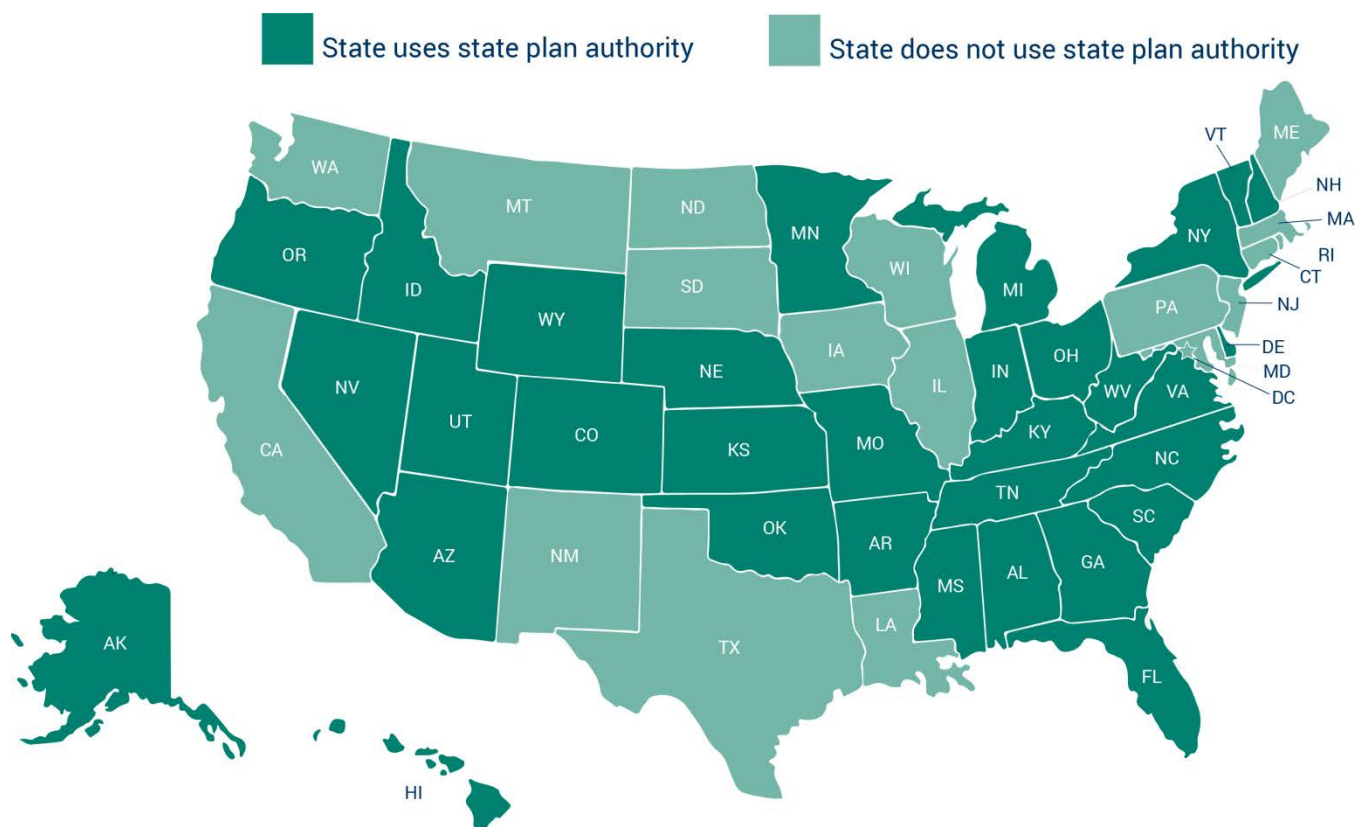 State uses state plan authority
State does not use state plan authority
ME
VT
WA
NH
MT
ND
MA
MN
NY
OR
WI
RI
ID
CT
SD
MI
NJ
PA
WY
IA
OH
DE
NE
IN
MD
IL
NV
WV
VA
DC
UT
CO
KY
CA
KS
MO
NC
TN
OK
SC
AZ
AR
NM
GA
MS
AL
LA
AK
TX
FL
HI